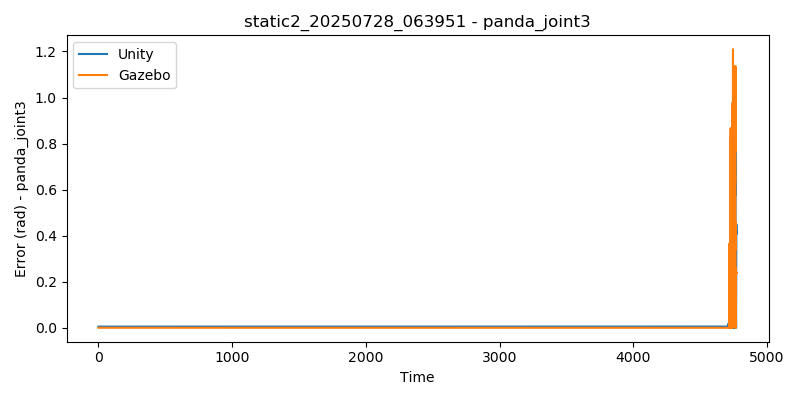 static2_20250728_063951 - panda_joint3
Unity
Gazebo
Error (rad) - panda_joint3
1.2
1.0
0.8
0.6
0.4
0.2
0.0
0 1000 2000 3000 4000 5000
Time